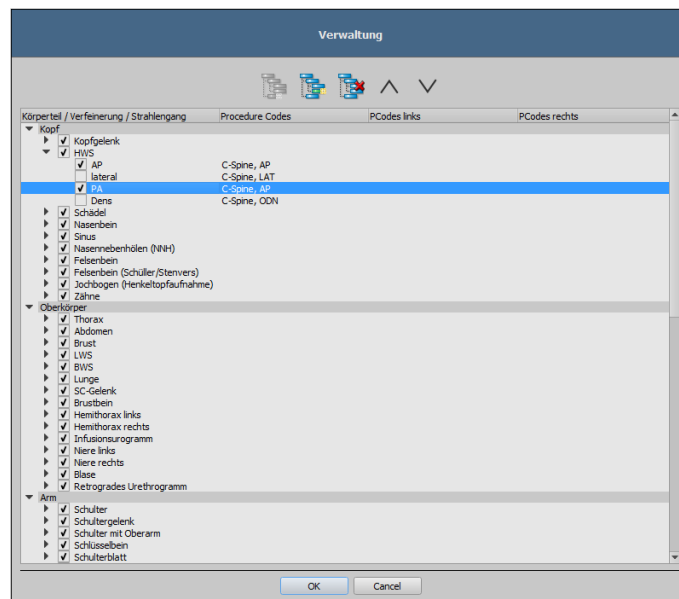 Verwaltung
Körperteil / Verfeinerung / Strahlengang Procedure Codes PCodes links PCodes rechts
Kopf
Kopfgelenk
HWS
AP C-Spine, AP
lateral C-Spine, LAT
PA C-Spine, AP
Dens C-Spine, ODN
Schädel
Nasenbein
Sinus
Nasennebenhölen (NNH)
Felsenbein
Felsenbein (Schüller/Stenvers)
Jochbogen (Henkeltopfaufnahme)
Zähne
Oberkörper
Thorax
Abdomen
Brust
LWS
BWS
Lunge
SC-Gelenk
Brustbein
Hemithorax links
Hemithorax rechts
Infusionsurogramm
Niere links
Niere rechts
Blase
Retrogrades Urethrogramm
Arm
Schulter
Schultergelenk
Schulter mit Oberarm
Schlüsselbein
Schulterblatt
OK Cancel